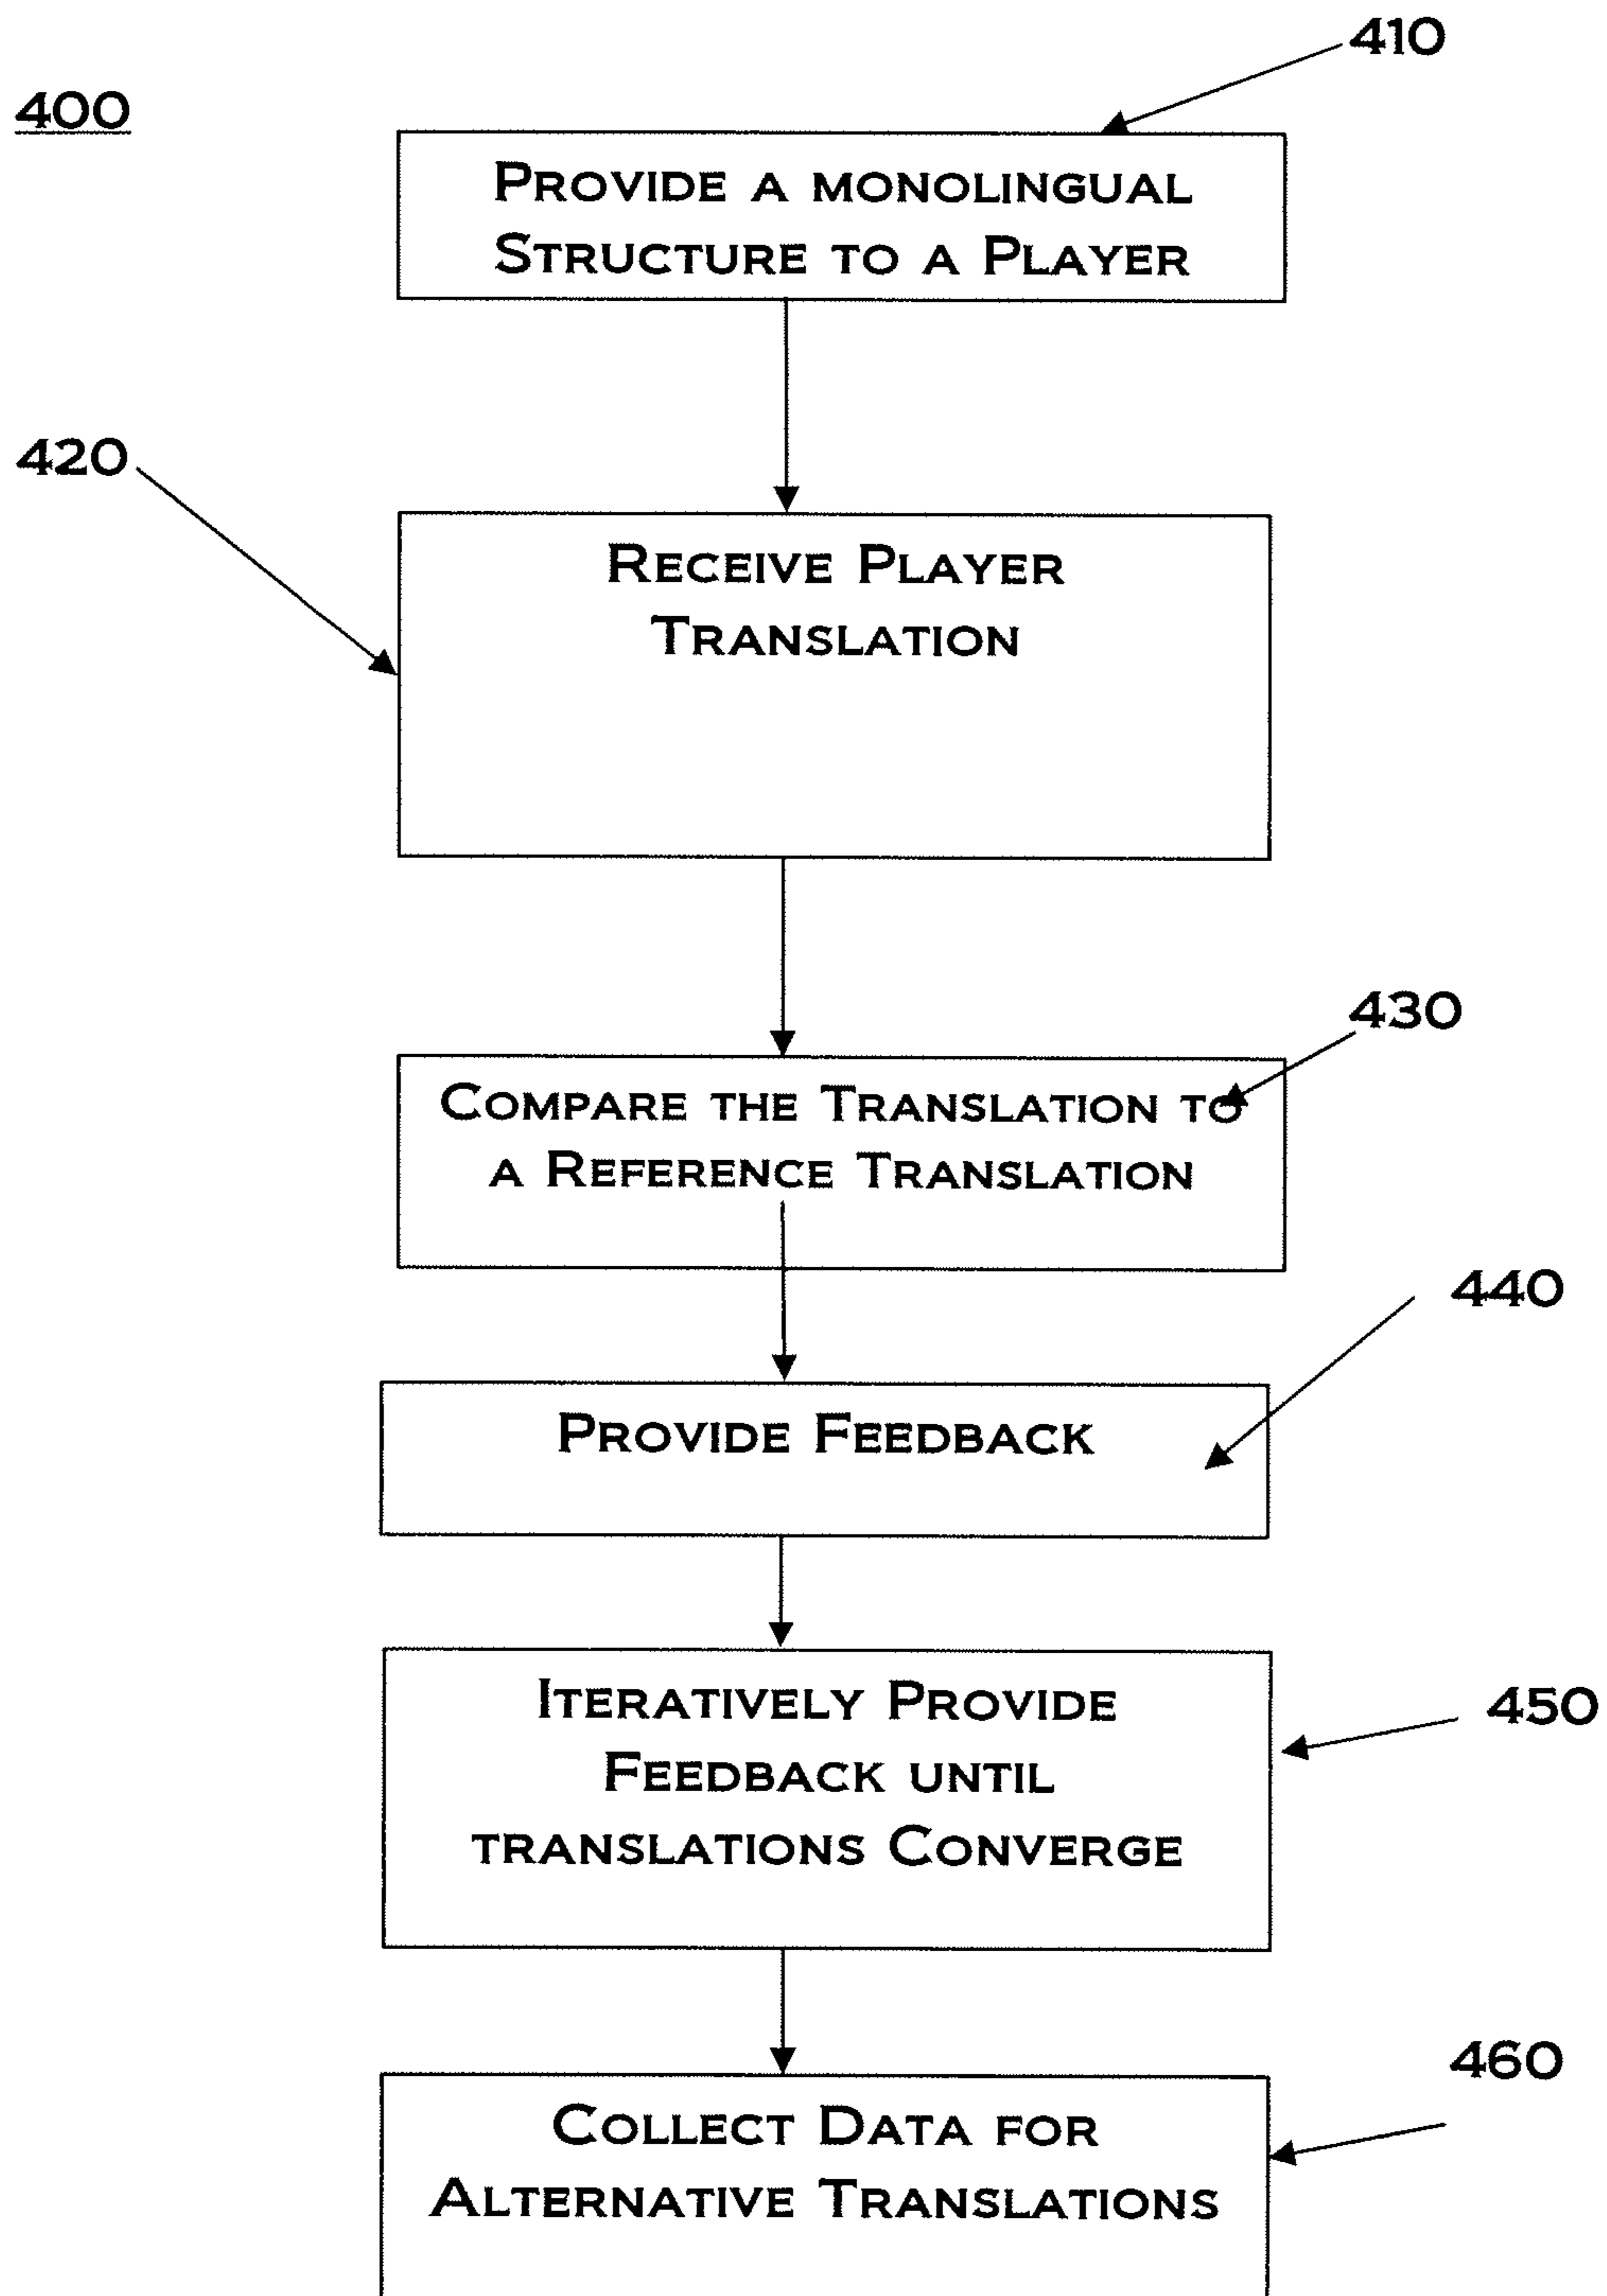 410
400
PROVIDE A MONOLINGUAL
STRUCTURE TO A PLAYER
420
RECEIVE PLAYER
TRANSLATION
430
COMPARE THE TRANSLATION TO
A REFERENCE TRANSLATION
440
PROVIDE FEEDBACK
ITERATIVELY PROVIDE
FEEDBACK UNTIL
TRANSLATIONS CONVERGE
450
460
COLLECT DATA FOR
ALTERNATIVE TRANSLATIONS